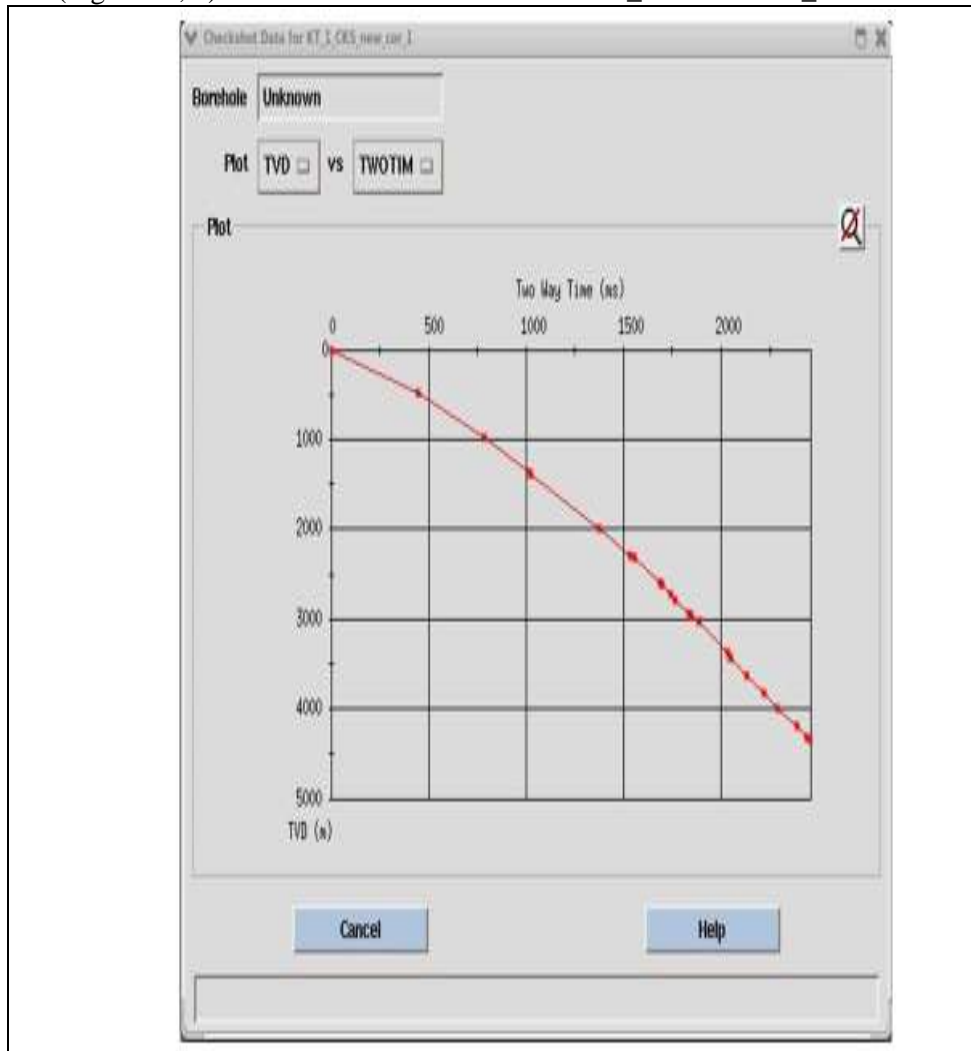 Checkshot Data for KT_1_CKS_new_cor_1
Borehole Unknown
Plot TVD vs TWOTIM
Plot
Two Way Time (ms)
0 500 1000 1500 2000
0
1000
2000
3000
4000
5000
TVD (m)
Cancel Help